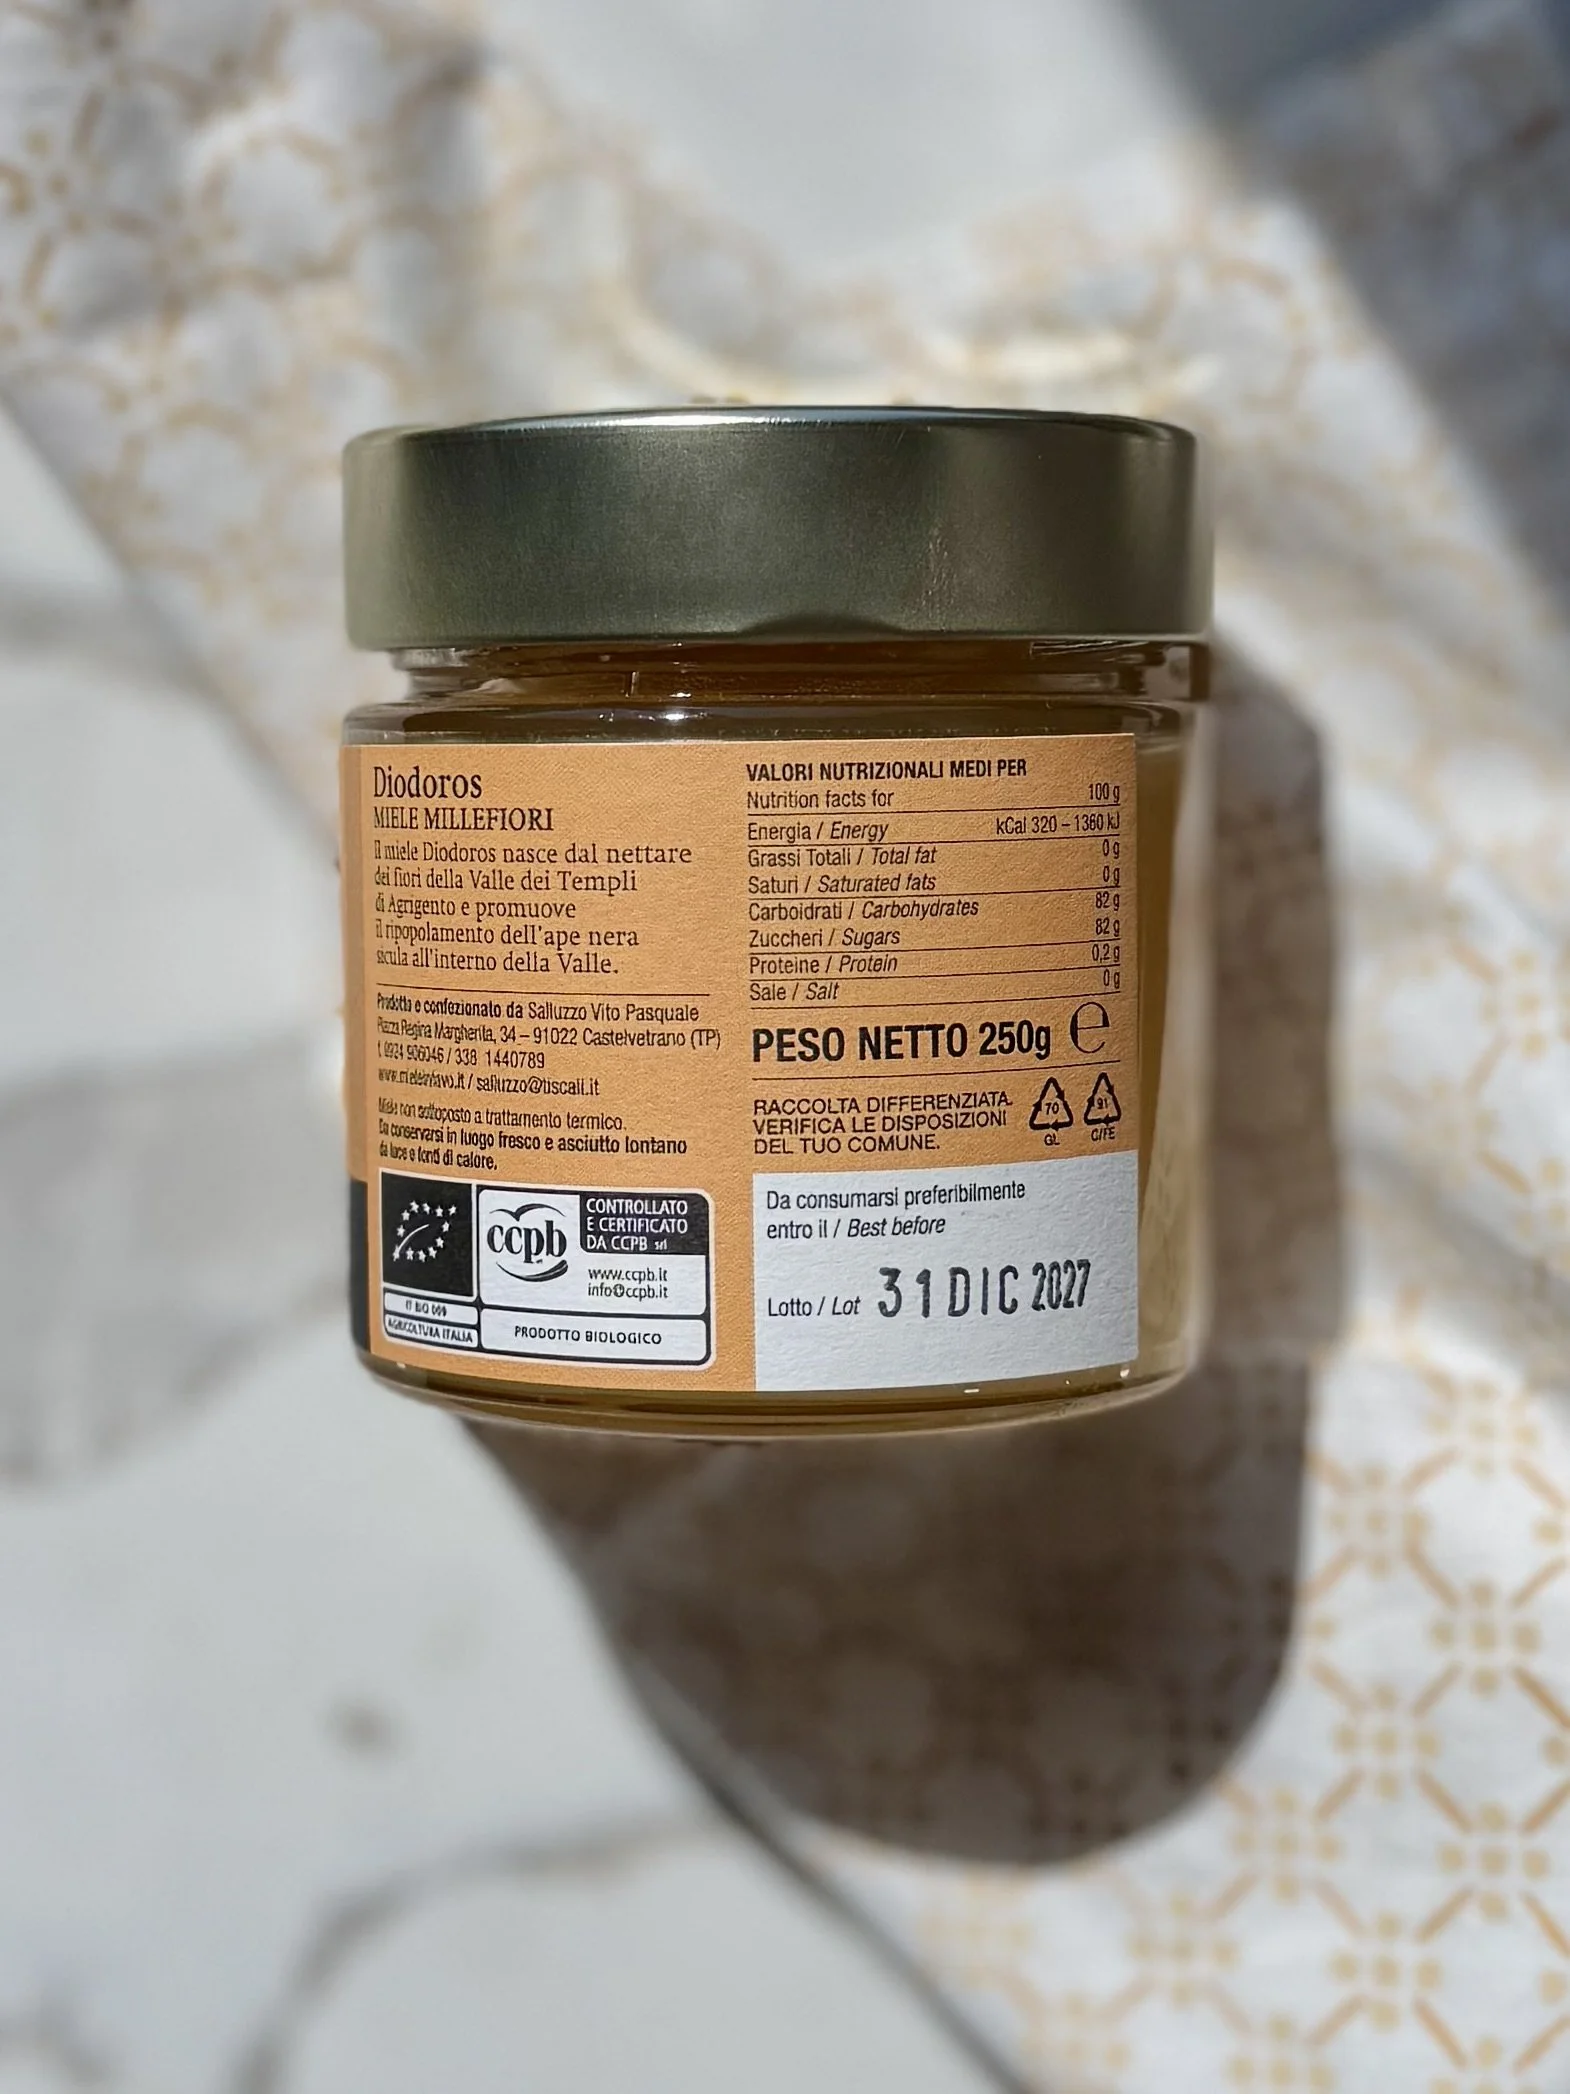 Diodoros
MIELE MILLEFIORI
Il miele Diodoros nasce dal nettare
dei fiori della Valle dei Templi
di Agrigento e promuove
il ripopolamento dell'ape nera
sicula all'interno della Valle.
Prodotto e confezionato da Salluzzo Vito Pasquale
Piazza Regina Margherita, 34 – 91022 Castelvetrano (TP)
t. 0924 906046 / 338 1440789
/ salluzzo@tiscali.it
Miele non sottoposto a trattamento termico.
Da conservarsi in luogo fresco e asciutto lontano
da luce e fonti di calore.
ccpb
CONTROLLATO
E CERTIFICATO
DA CCPB srl
www.ccpb.it
info@ccpb.it
IT BIO 009
AGRICOLTURA ITALIA
PRODOTTO BIOLOGICO
VALORI NUTRIZIONALI MEDI PER
Nutrition facts for 100 g
Energia / Energy kCal 320 – 1360 kJ
Grassi Totali / Total fat 0 g
Saturi / Saturated fats 0 g
Carboidrati / Carbohydrates 82 g
Zuccheri / Sugars 82 g
Proteine / Protein 0,2 g
Sale / Salt 0 g
PESO NETTO 250g ℮
RACCOLTA DIFFERENZIATA.
VERIFICA LE DISPOSIZIONI
DEL TUO COMUNE.
70
GL
91
C/FE
Da consumarsi preferibilmente
entro il / Best before
Lotto / Lot 31 DIC 2027